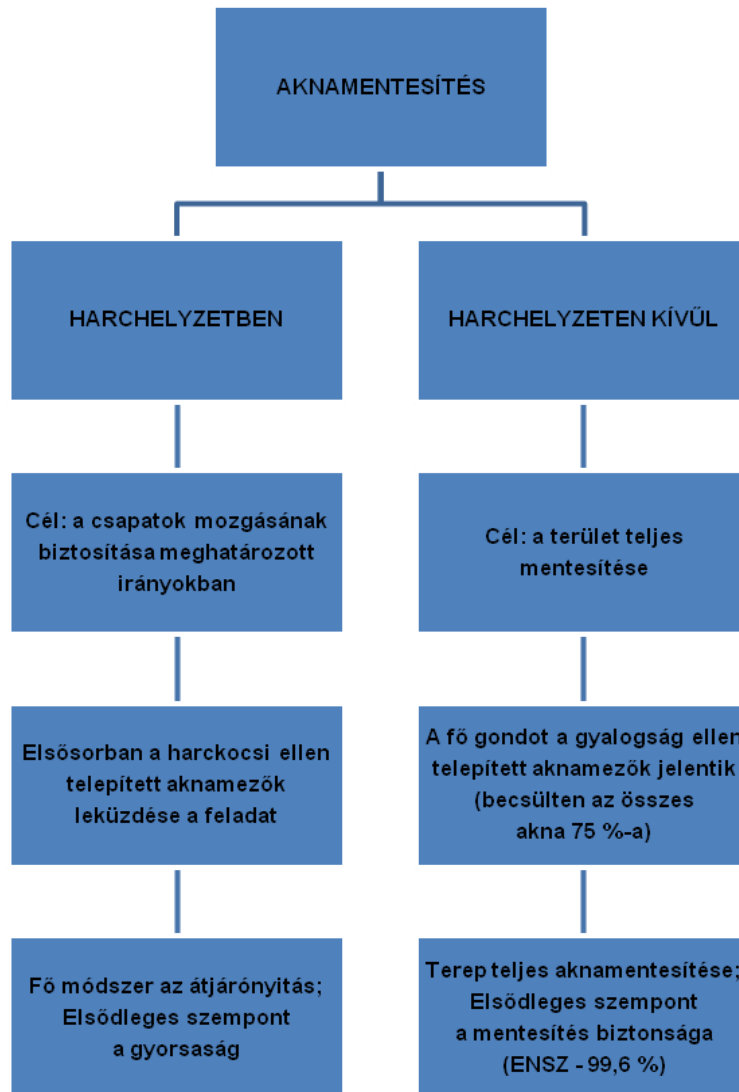 AKNAMENTESÍTÉS
HARCHELYZETBEN
Cél: a csapatok mozgásának
biztosítása meghatározott
irányokban
Elsősorban a harckocsi ellen
telepített aknamezők
leküzdése a feladat
Fő módszer az átjárónyitás;
Elsődleges szempont
a gyorsaság
HARCHELYZETEN KÍVÜL
Cél: a terület teljes
mentesítése
A fő gondot a gyalogság ellen
telepített aknamezők jelentik
(becsülten az összes
akna 75 %-a)
Terep teljes aknamentesítése;
Elsődleges szempont
a mentesítés biztonsága
(ENSZ - 99,6 %)